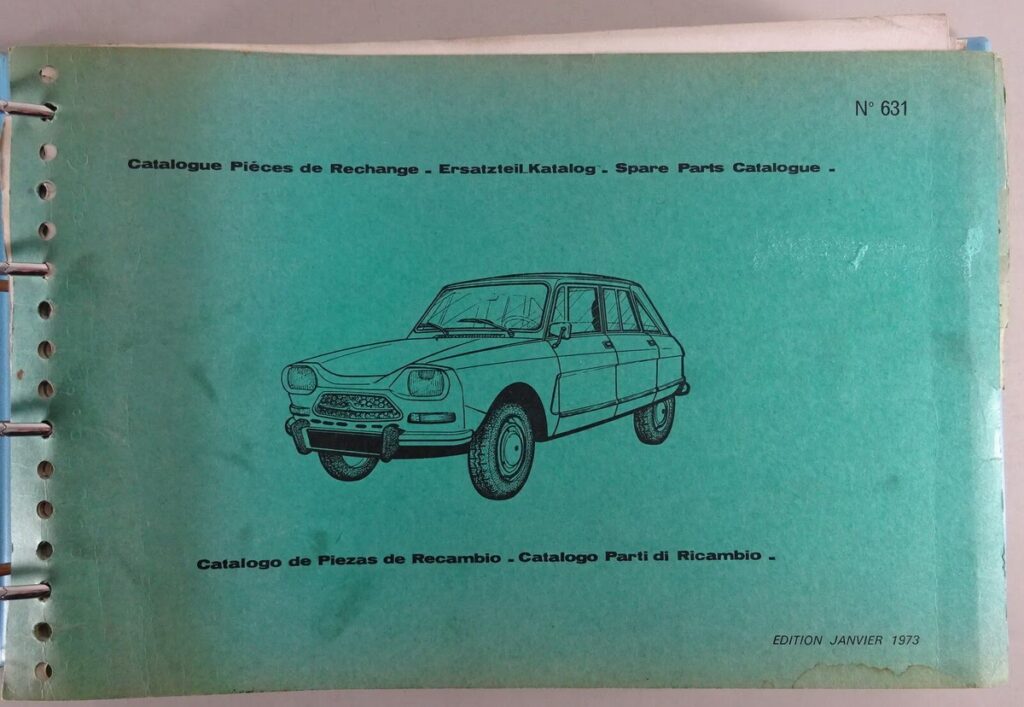 N° 631
Catalogue Piéces de Rechange - Ersatzteil-Katalog - Spare Parts Catalogue -
Catalogo de Piezas de Recambio - Catalogo Parti di Ricambio -
EDITION JANVIER 1973